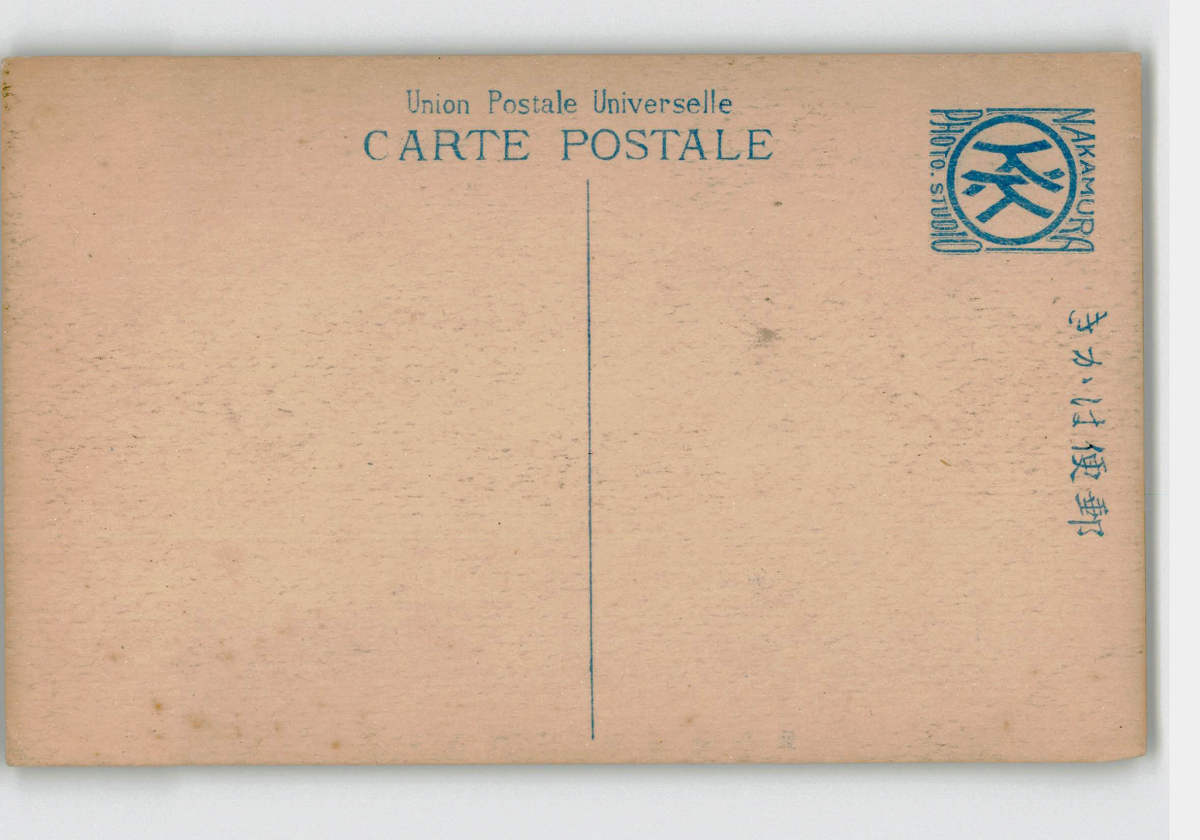 Union Postale Universelle
CARTE POSTALE
NAKAMURA
PHOTO. STUDIO
K.K
郵便はかき